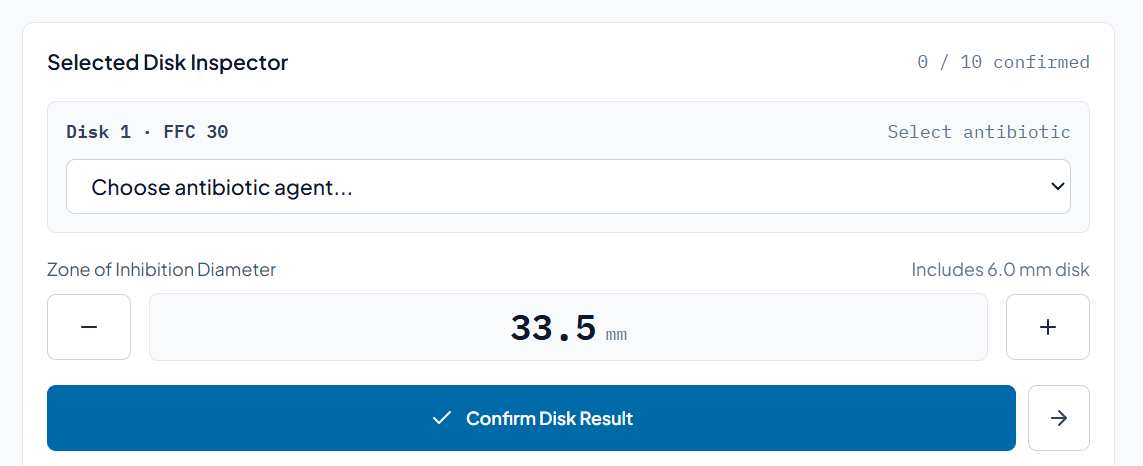 Selected Disk Inspector
0 / 10 confirmed
Disk 1 · FFC 30
Select antibiotic
Choose antibiotic agent...
Zone of Inhibition Diameter
Includes 6.0 mm disk
− 33.5 mm +
✓ Confirm Disk Result →